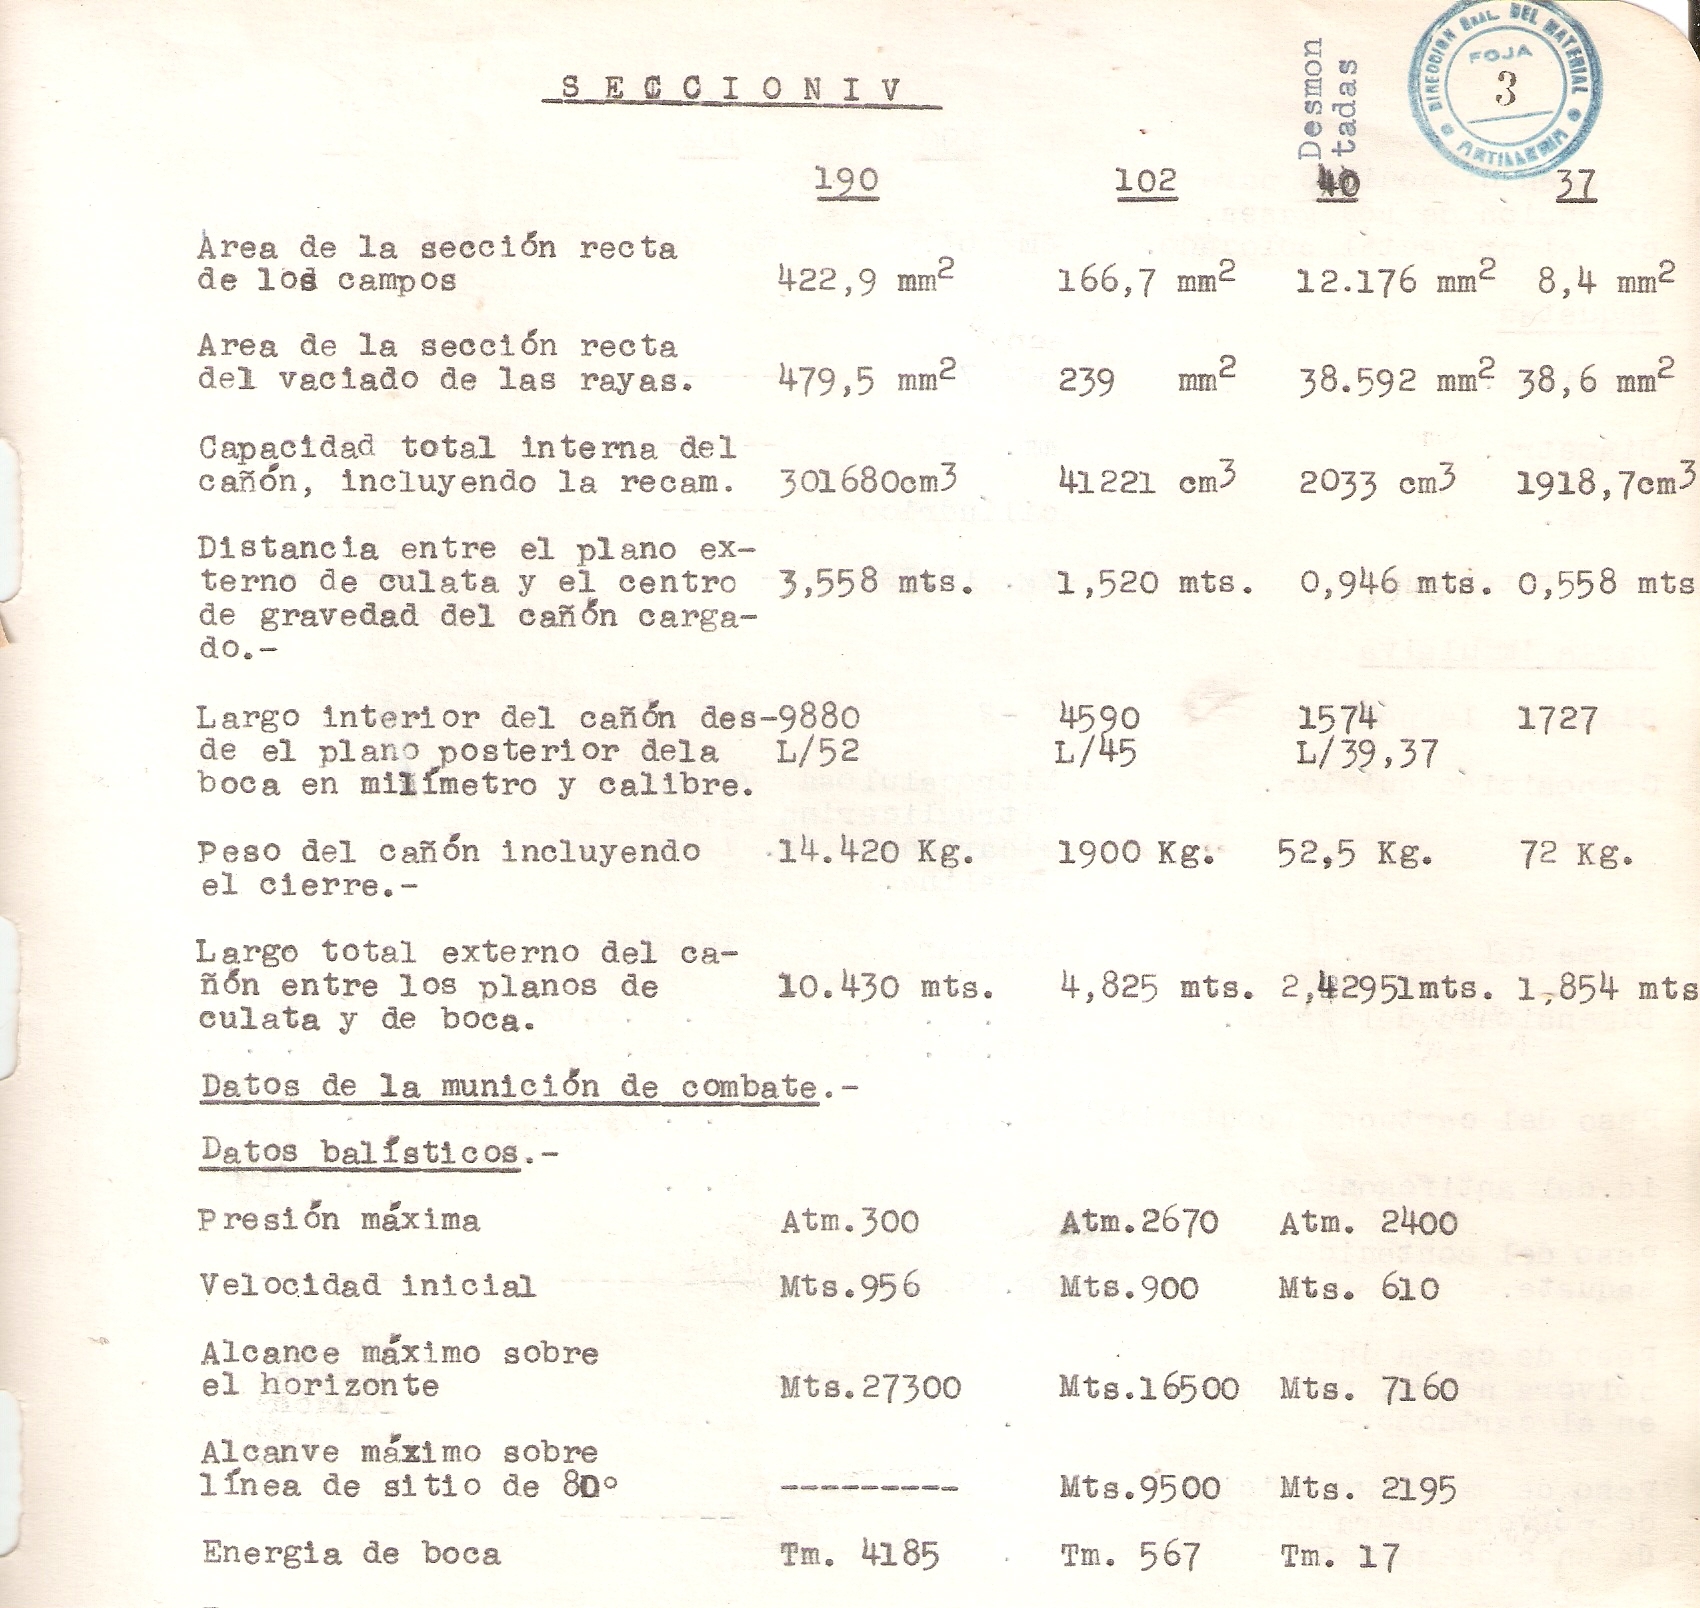 DIRECCION GRAL. DEL MATERIAL
FOJA
3
ARTILLERIA
Desmon
tadas
S E C C I O N I V
190 102 40 37
Area de la sección recta
de los campos 422,9 mm2 166,7 mm2 12.176 mm2 8,4 mm2
Area de la sección recta
del vaciado de las rayas. 479,5 mm2 239 mm2 38.592 mm2 38,6 mm2
Capacidad total interna del
cañón, incluyendo la recam. 301680cm3 41221 cm3 2033 cm3 1918,7cm3
Distancia entre el plano ex-
terno de culata y el centro 3,558 mts. 1,520 mts. 0,946 mts. 0,558 mts
de gravedad del cañón carga-
do.-
Largo interior del cañón des-9880 4590 1574 1727
de el plano posterior dela L/52 L/45 L/39,37
boca en milímetro y calibre.
Peso del cañón incluyendo 14.420 Kg. 1900 Kg. 52,5 Kg. 72 Kg.
el cierre.-
Largo total externo del ca-
ñón entre los planos de 10.430 mts. 4,825 mts. 2,42951mts. 1,854 mts
culata y de boca.
Datos de la munición de combate.-
Datos balísticos.-
Presión máxima Atm.300 Atm.2670 Atm. 2400
Velocidad inicial Mts.956 Mts.900 Mts. 610
Alcance máximo sobre
el horizonte Mts.27300 Mts.16500 Mts. 7160
Alcanve máximo sobre
línea de sitio de 80° --------- Mts.9500 Mts. 2195
Energia de boca Tm. 4185 Tm. 567 Tm. 17